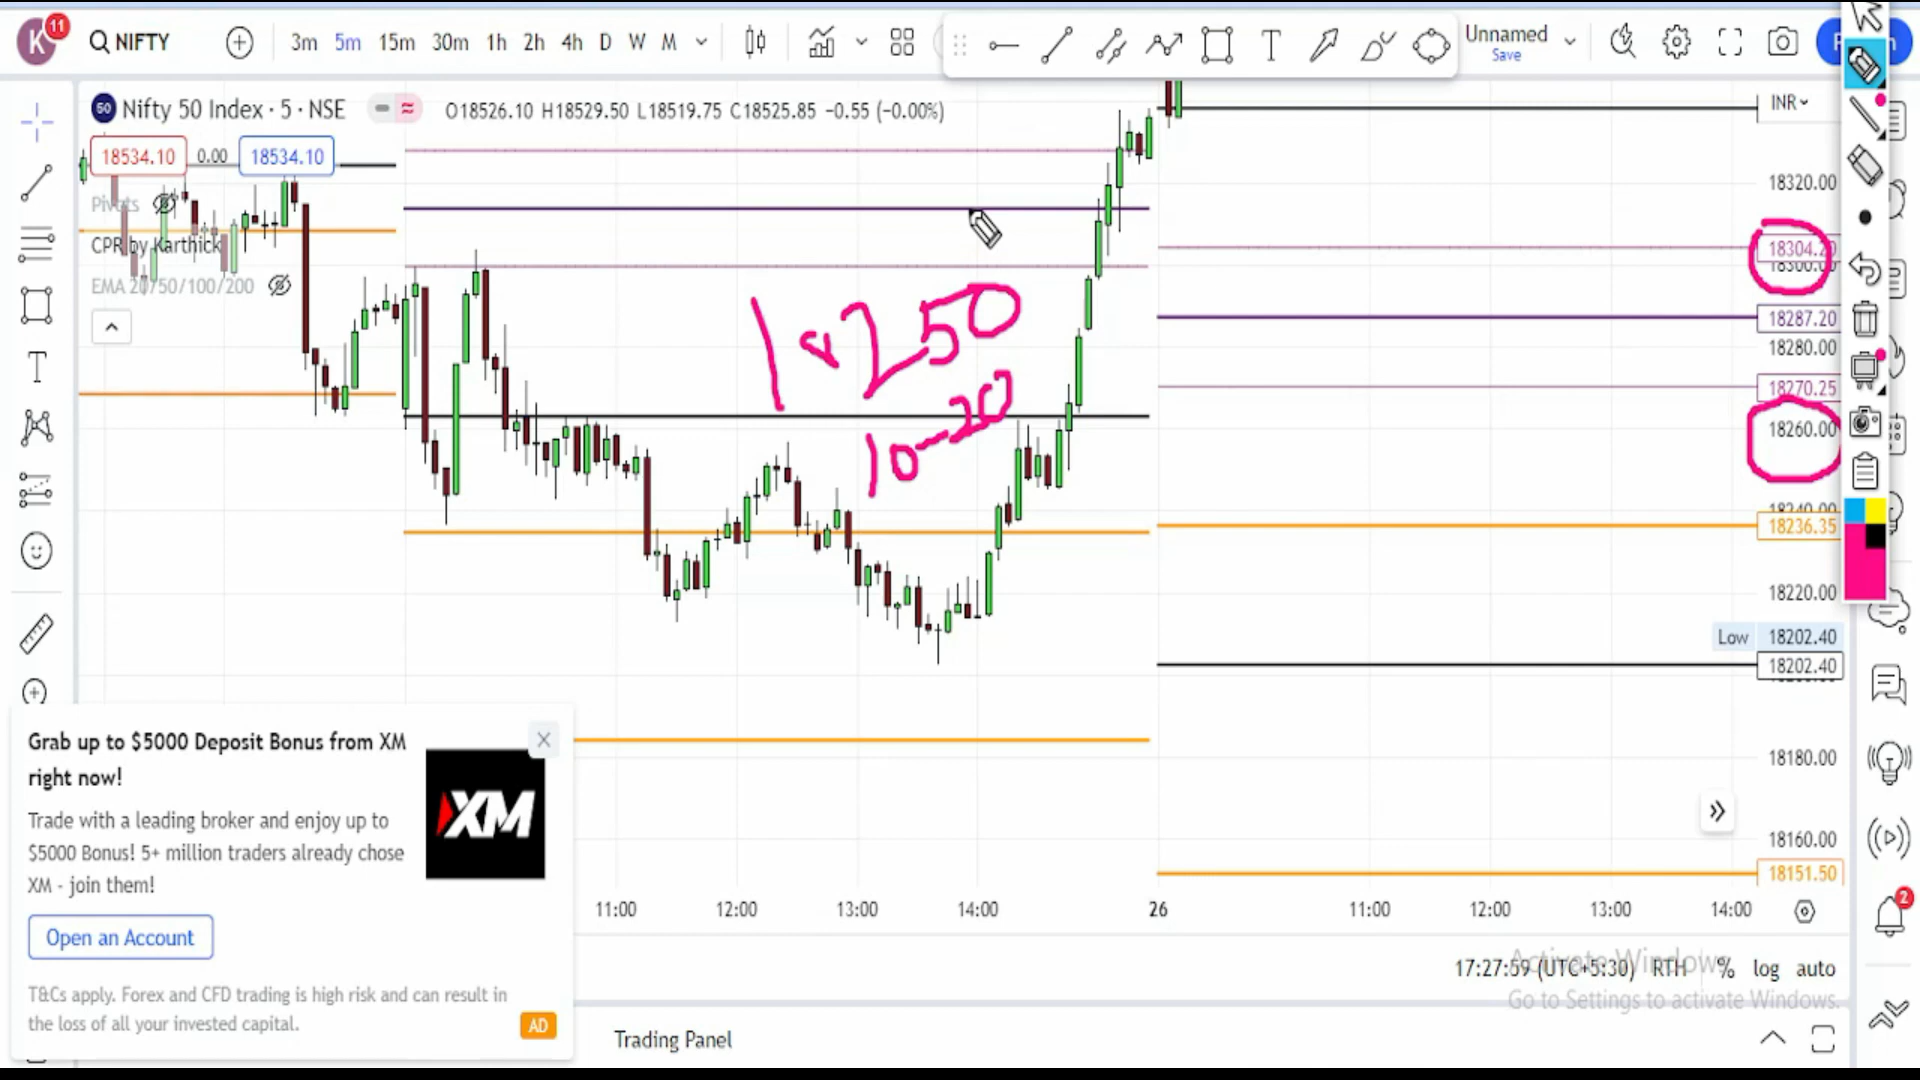 K 11 NIFTY 3m 5m 15m 30m 1h 2h 4h D W M Unnamed
Save
50 Nifty 50 Index · 5 · NSE O18526.10 H18529.50 L18519.75 C18525.85 −0.55 (−0.00%) INR
18534.10 0.00 18534.10
Pivots
CPR by Karthick
EMA 20/50/100/200
18320.00
18304.20
18300.00
18287.20
18280.00
18270.25
18260.00
18240.00
18236.35
18220.00
Low 18202.40
18202.40
18180.00
18160.00
18151.50
250
10-20
Grab up to $5000 Deposit Bonus from XM
right now!
Trade with a leading broker and enjoy up to
$5000 Bonus! 5+ million traders already chose
XM - join them!
XM
Open an Account
T&Cs apply. Forex and CFD trading is high risk and can result in
the loss of all your invested capital.
AD
11:00 12:00 13:00 14:00 26 11:00 12:00 13:00 14:00
2
17:27:59 (UTC+5:30) RTH % log auto
Activate Windows
Go to Settings to activate Windows.
Trading Panel